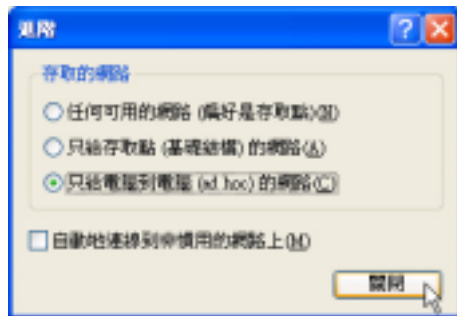 進階
存取的網路
任何可用的網路 (偏好是存取點)(N)
只給存取點 (基礎結構) 的網路(A)
只給電腦到電腦 (ad hoc) 的網路(C)
自動地連線到非慣用的網路上(M)
關閉